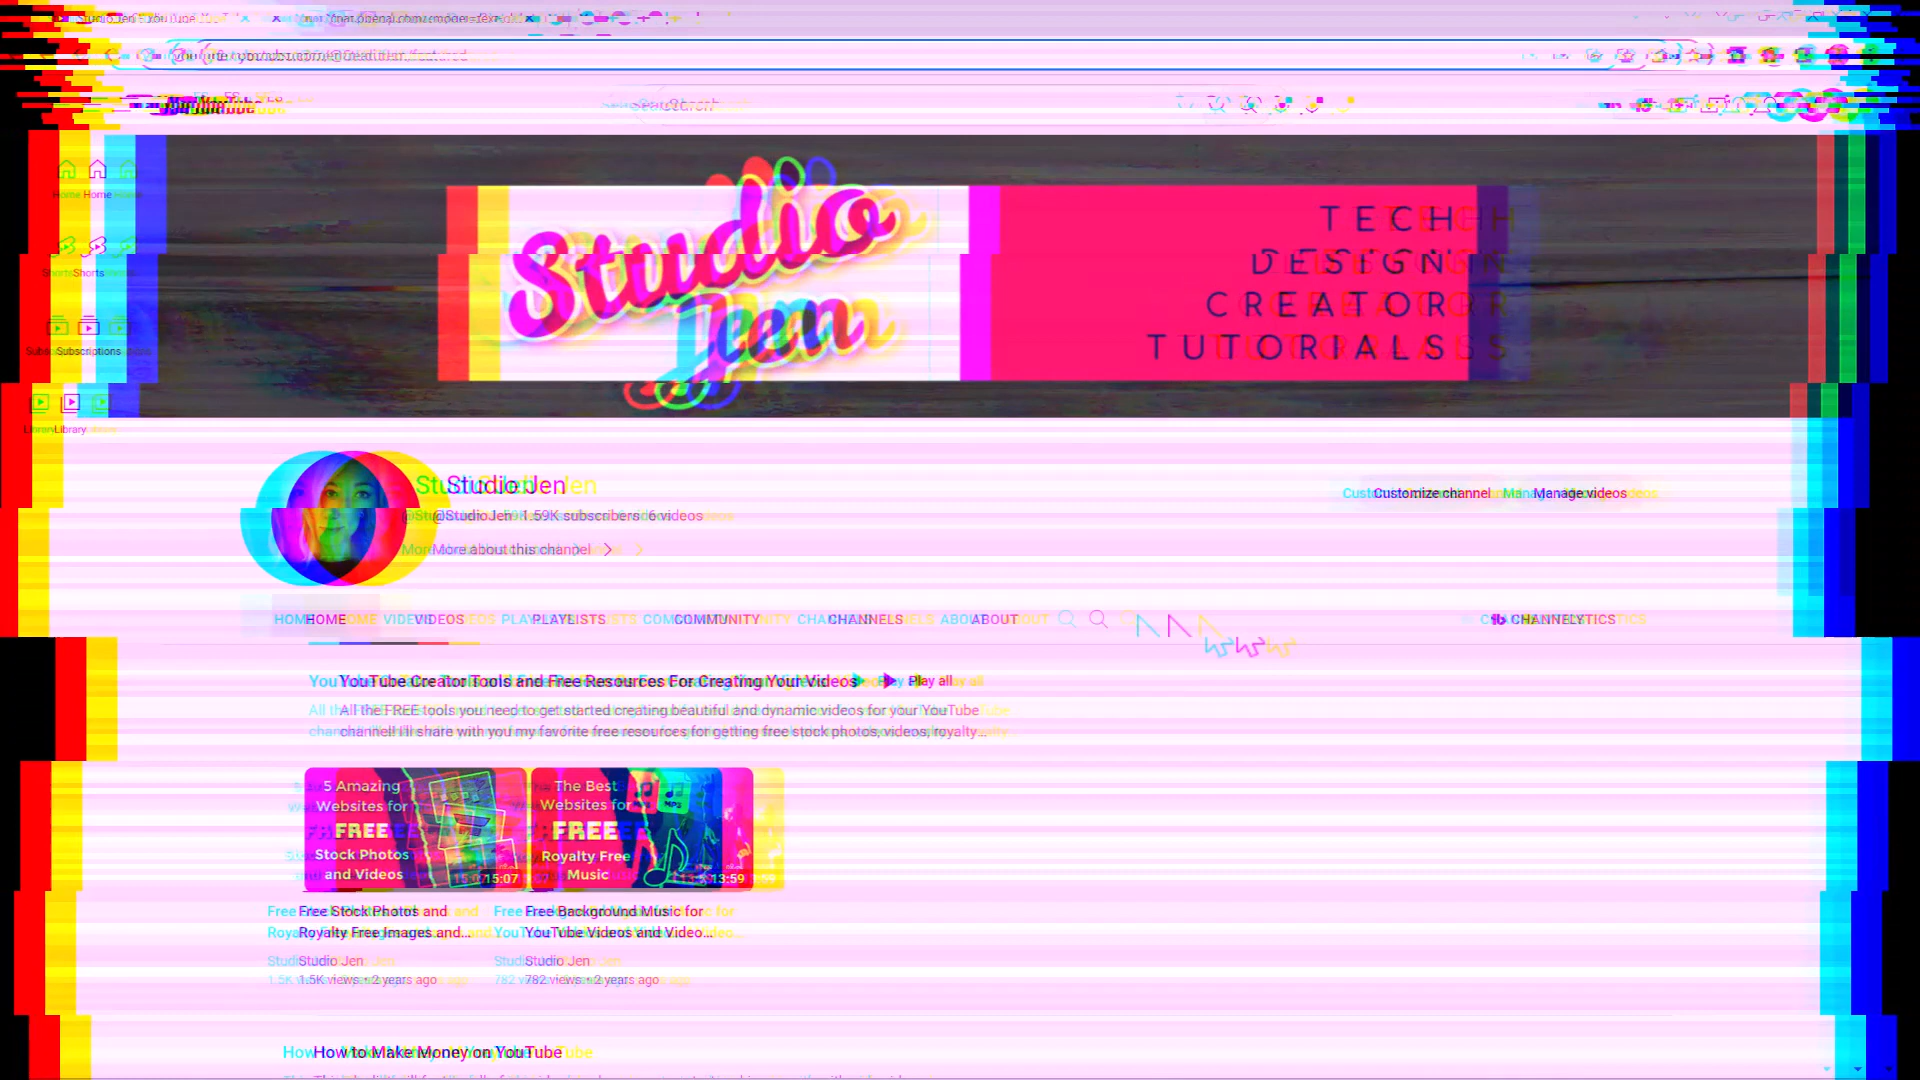 Studio Jen - YouTube
YouTube
Search
Home
Shorts
Subscriptions
Library
Studio
Jen
TECH
DESIGN
CREATOR
TUTORIALS
Studio Jen
@StudioJen 1.59K subscribers 6 videos
More about this channel
Customize channel Manage videos
HOME VIDEOS PLAYLISTS COMMUNITY CHANNELS ABOUT CHANNELYTICS
YouTube Creator Tools and Free Resources For Creating Your Videos Play all
All the FREE tools you need to get started creating beautiful and dynamic videos for your YouTube
channel! I'll share with you my favorite free resources for getting free stock photos, videos, royalty...
5 Amazing
Websites for
FREE
Stock Photos
and Videos
15:07
The Best
Websites for
FREE
Royalty Free
Music
MP3
13:59
Free Stock Photos and
Royalty Free Images and...
Studio Jen
1.5K views • 2 years ago
Free Background Music for
YouTube Videos and Video...
Studio Jen
782 views • 2 years ago
How to Make Money on YouTube